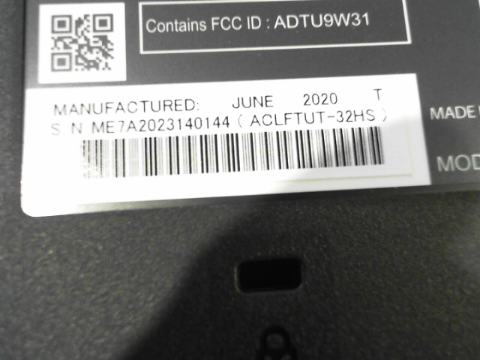 Contains FCC ID : ADTU9W31
MANUFACTURED: JUNE 2020 T
S N ME7A2023140144 ( ACLFTUT-32HS )
MADE
MOD